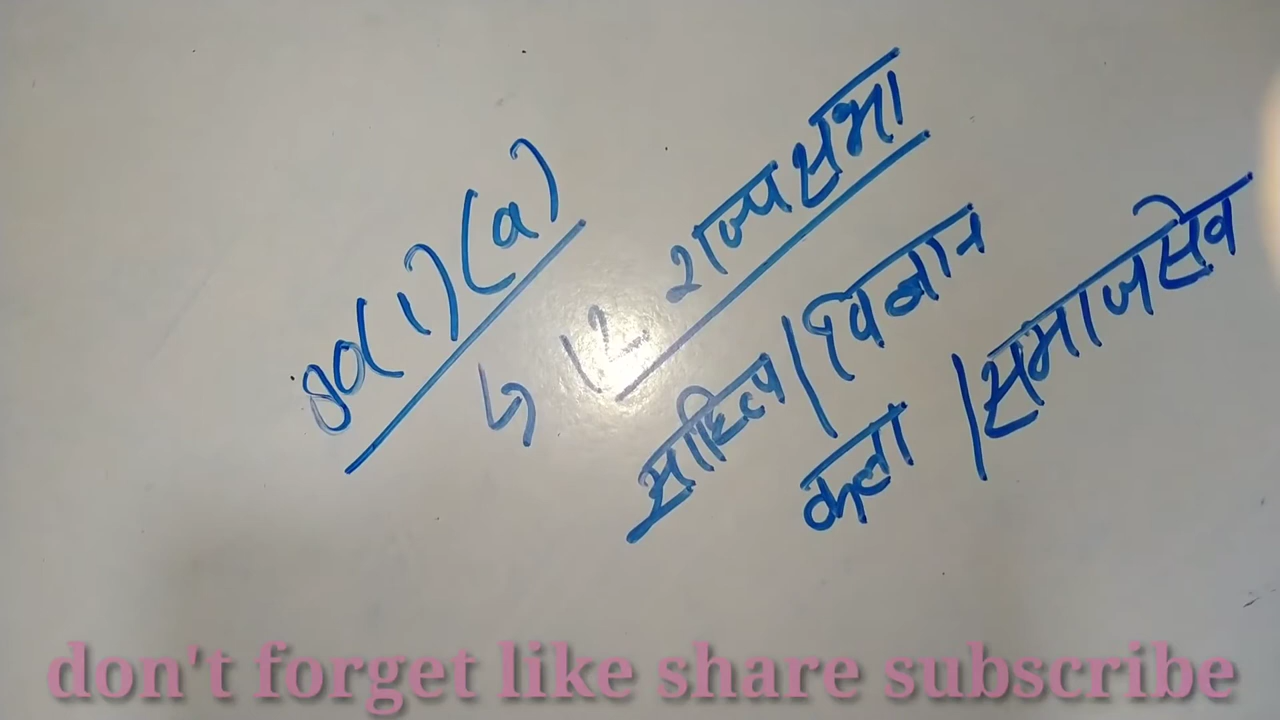 80(1)(a)
↳ 12 राज्यसभा
साहित्य / विज्ञान
कला / समाजसेव
don't forget like share subscribe